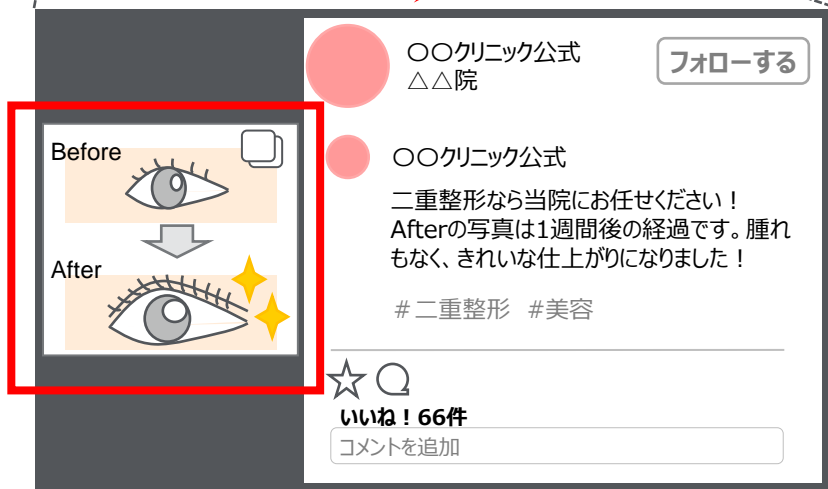 Before
After
〇〇クリニック公式
△△院
フォローする
〇〇クリニック公式
二重整形なら当院にお任せください！
Afterの写真は1週間後の経過です。腫れ
もなく、きれいな仕上がりになりました！
＃二重整形 #美容
いいね！66件
コメントを追加